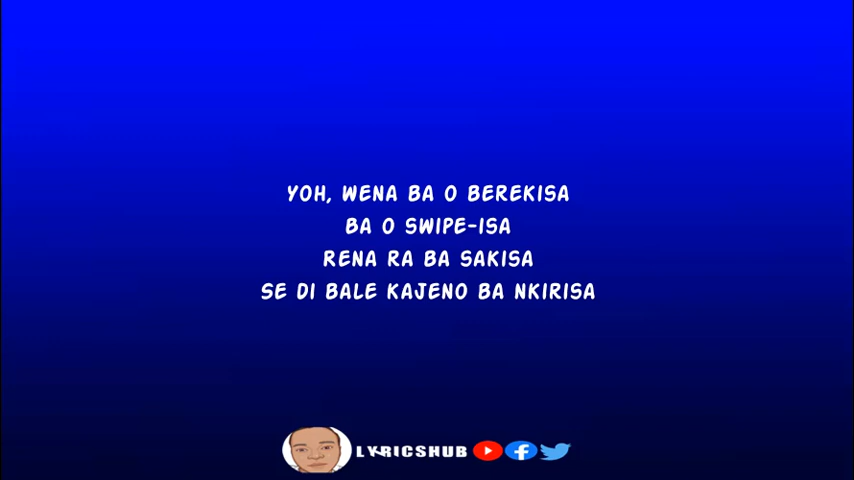 YOH, WENA BA O BEREKISA
BA O SWIPE-ISA
RENA RA BA SAKISA
SE DI BALE KAJENO BA NKIRISA
LYRICSHUB